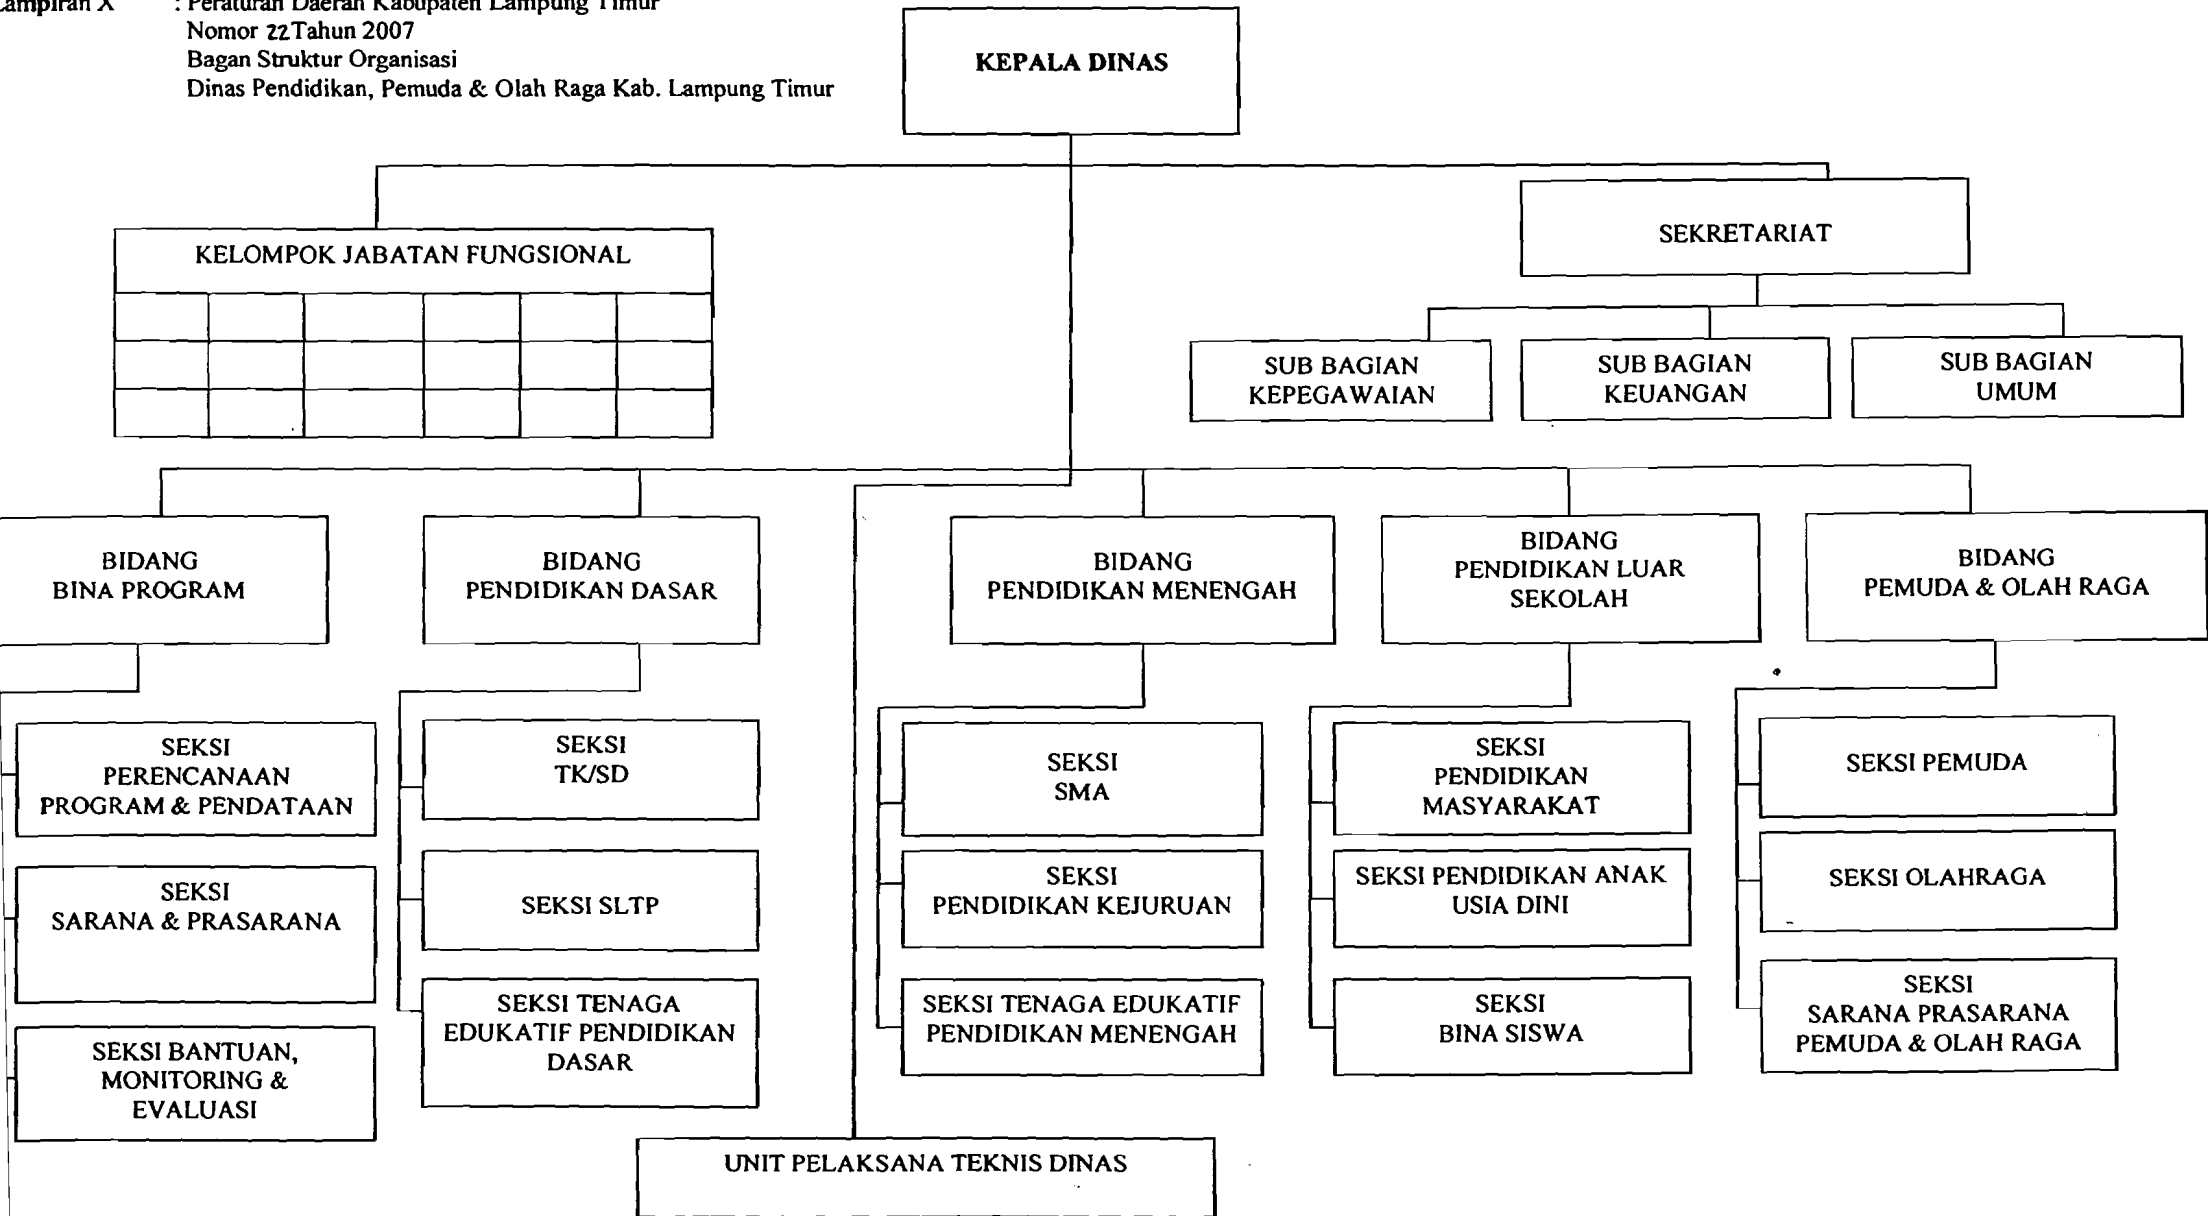 Lampiran X : Peraturan Daerah Kabupaten Lampung Timur
Nomor 22Tahun 2007
Bagan Struktur Organisasi
Dinas Pendidikan, Pemuda & Olah Raga Kab. Lampung Timur
KEPALA DINAS
KELOMPOK JABATAN FUNGSIONAL
SEKRETARIAT
SUB BAGIAN
KEPEGAWAIAN
SUB BAGIAN
KEUANGAN
SUB BAGIAN
UMUM
BIDANG
BINA PROGRAM
BIDANG
PENDIDIKAN DASAR
BIDANG
PENDIDIKAN MENENGAH
BIDANG
PENDIDIKAN LUAR
SEKOLAH
BIDANG
PEMUDA & OLAH RAGA
SEKSI
PERENCANAAN
PROGRAM & PENDATAAN
SEKSI
SARANA & PRASARANA
SEKSI BANTUAN,
MONITORING &
EVALUASI
SEKSI
TK/SD
SEKSI SLTP
SEKSI TENAGA
EDUKATIF PENDIDIKAN
DASAR
SEKSI
SMA
SEKSI
PENDIDIKAN KEJURUAN
SEKSI TENAGA EDUKATIF
PENDIDIKAN MENENGAH
SEKSI
PENDIDIKAN
MASYARAKAT
SEKSI PENDIDIKAN ANAK
USIA DINI
SEKSI
BINA SISWA
SEKSI PEMUDA
SEKSI OLAHRAGA
SEKSI
SARANA PRASARANA
PEMUDA & OLAH RAGA
UNIT PELAKSANA TEKNIS DINAS